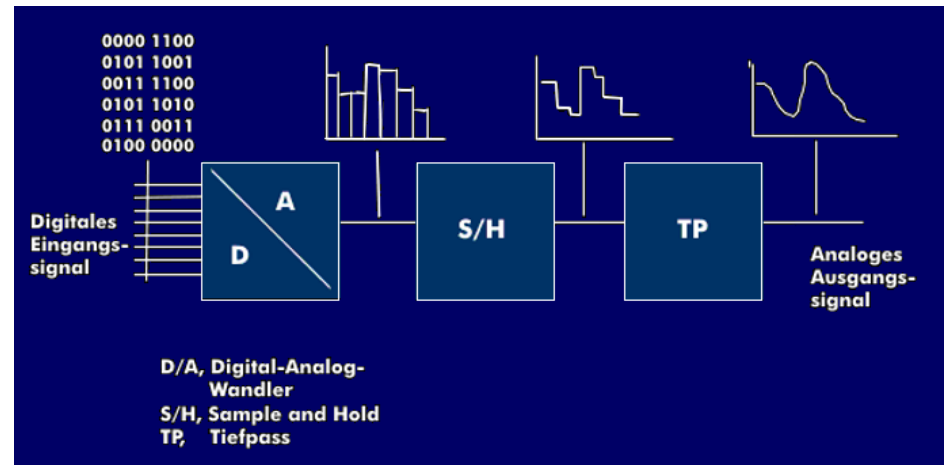 0000 1100
0101 1001
0011 1100
0101 1010
0111 0011
0100 0000
Digitales
Eingangs-
signal
A
D
S/H
TP
Analoges
Ausgangs-
signal
D/A, Digital-Analog-
Wandler
S/H, Sample and Hold
TP, Tiefpass